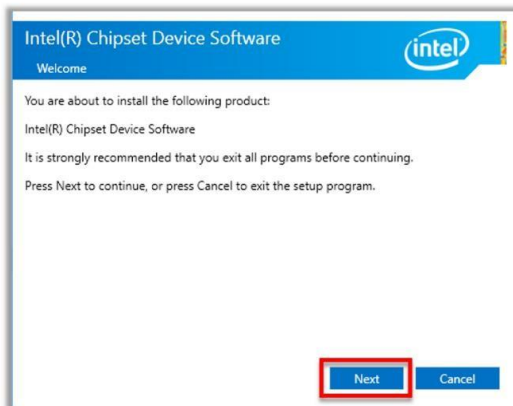 Intel(R) Chipset Device Software
intel
Welcome
You are about to install the following product:
Intel(R) Chipset Device Software
It is strongly recommended that you exit all programs before continuing.
Press Next to continue, or press Cancel to exit the setup program.
Next Cancel